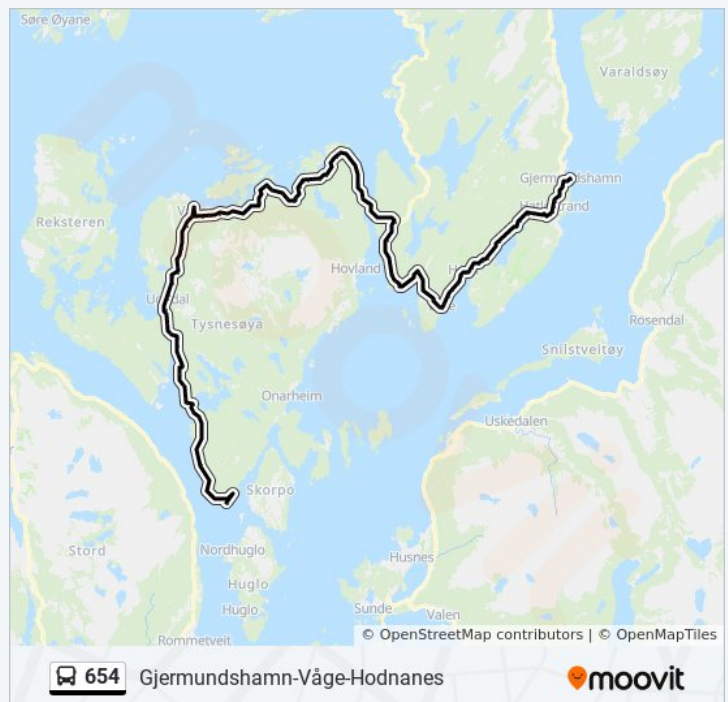 Søre Øyane
Varaldsøy
Gjermundshamn
Reksteren
Hovland
Rosendal
Tysnesøya
Snilstveitøy
Onarheim
Uskedalen
Skorpo
Stord
Nordhuglo
Husnes
Huglo
Sunde
Huglo
Valen
Rommetveit
© OpenStreetMap contributors | © OpenMapTiles
654 Gjermundshamn-Våge-Hodnanes
moovit